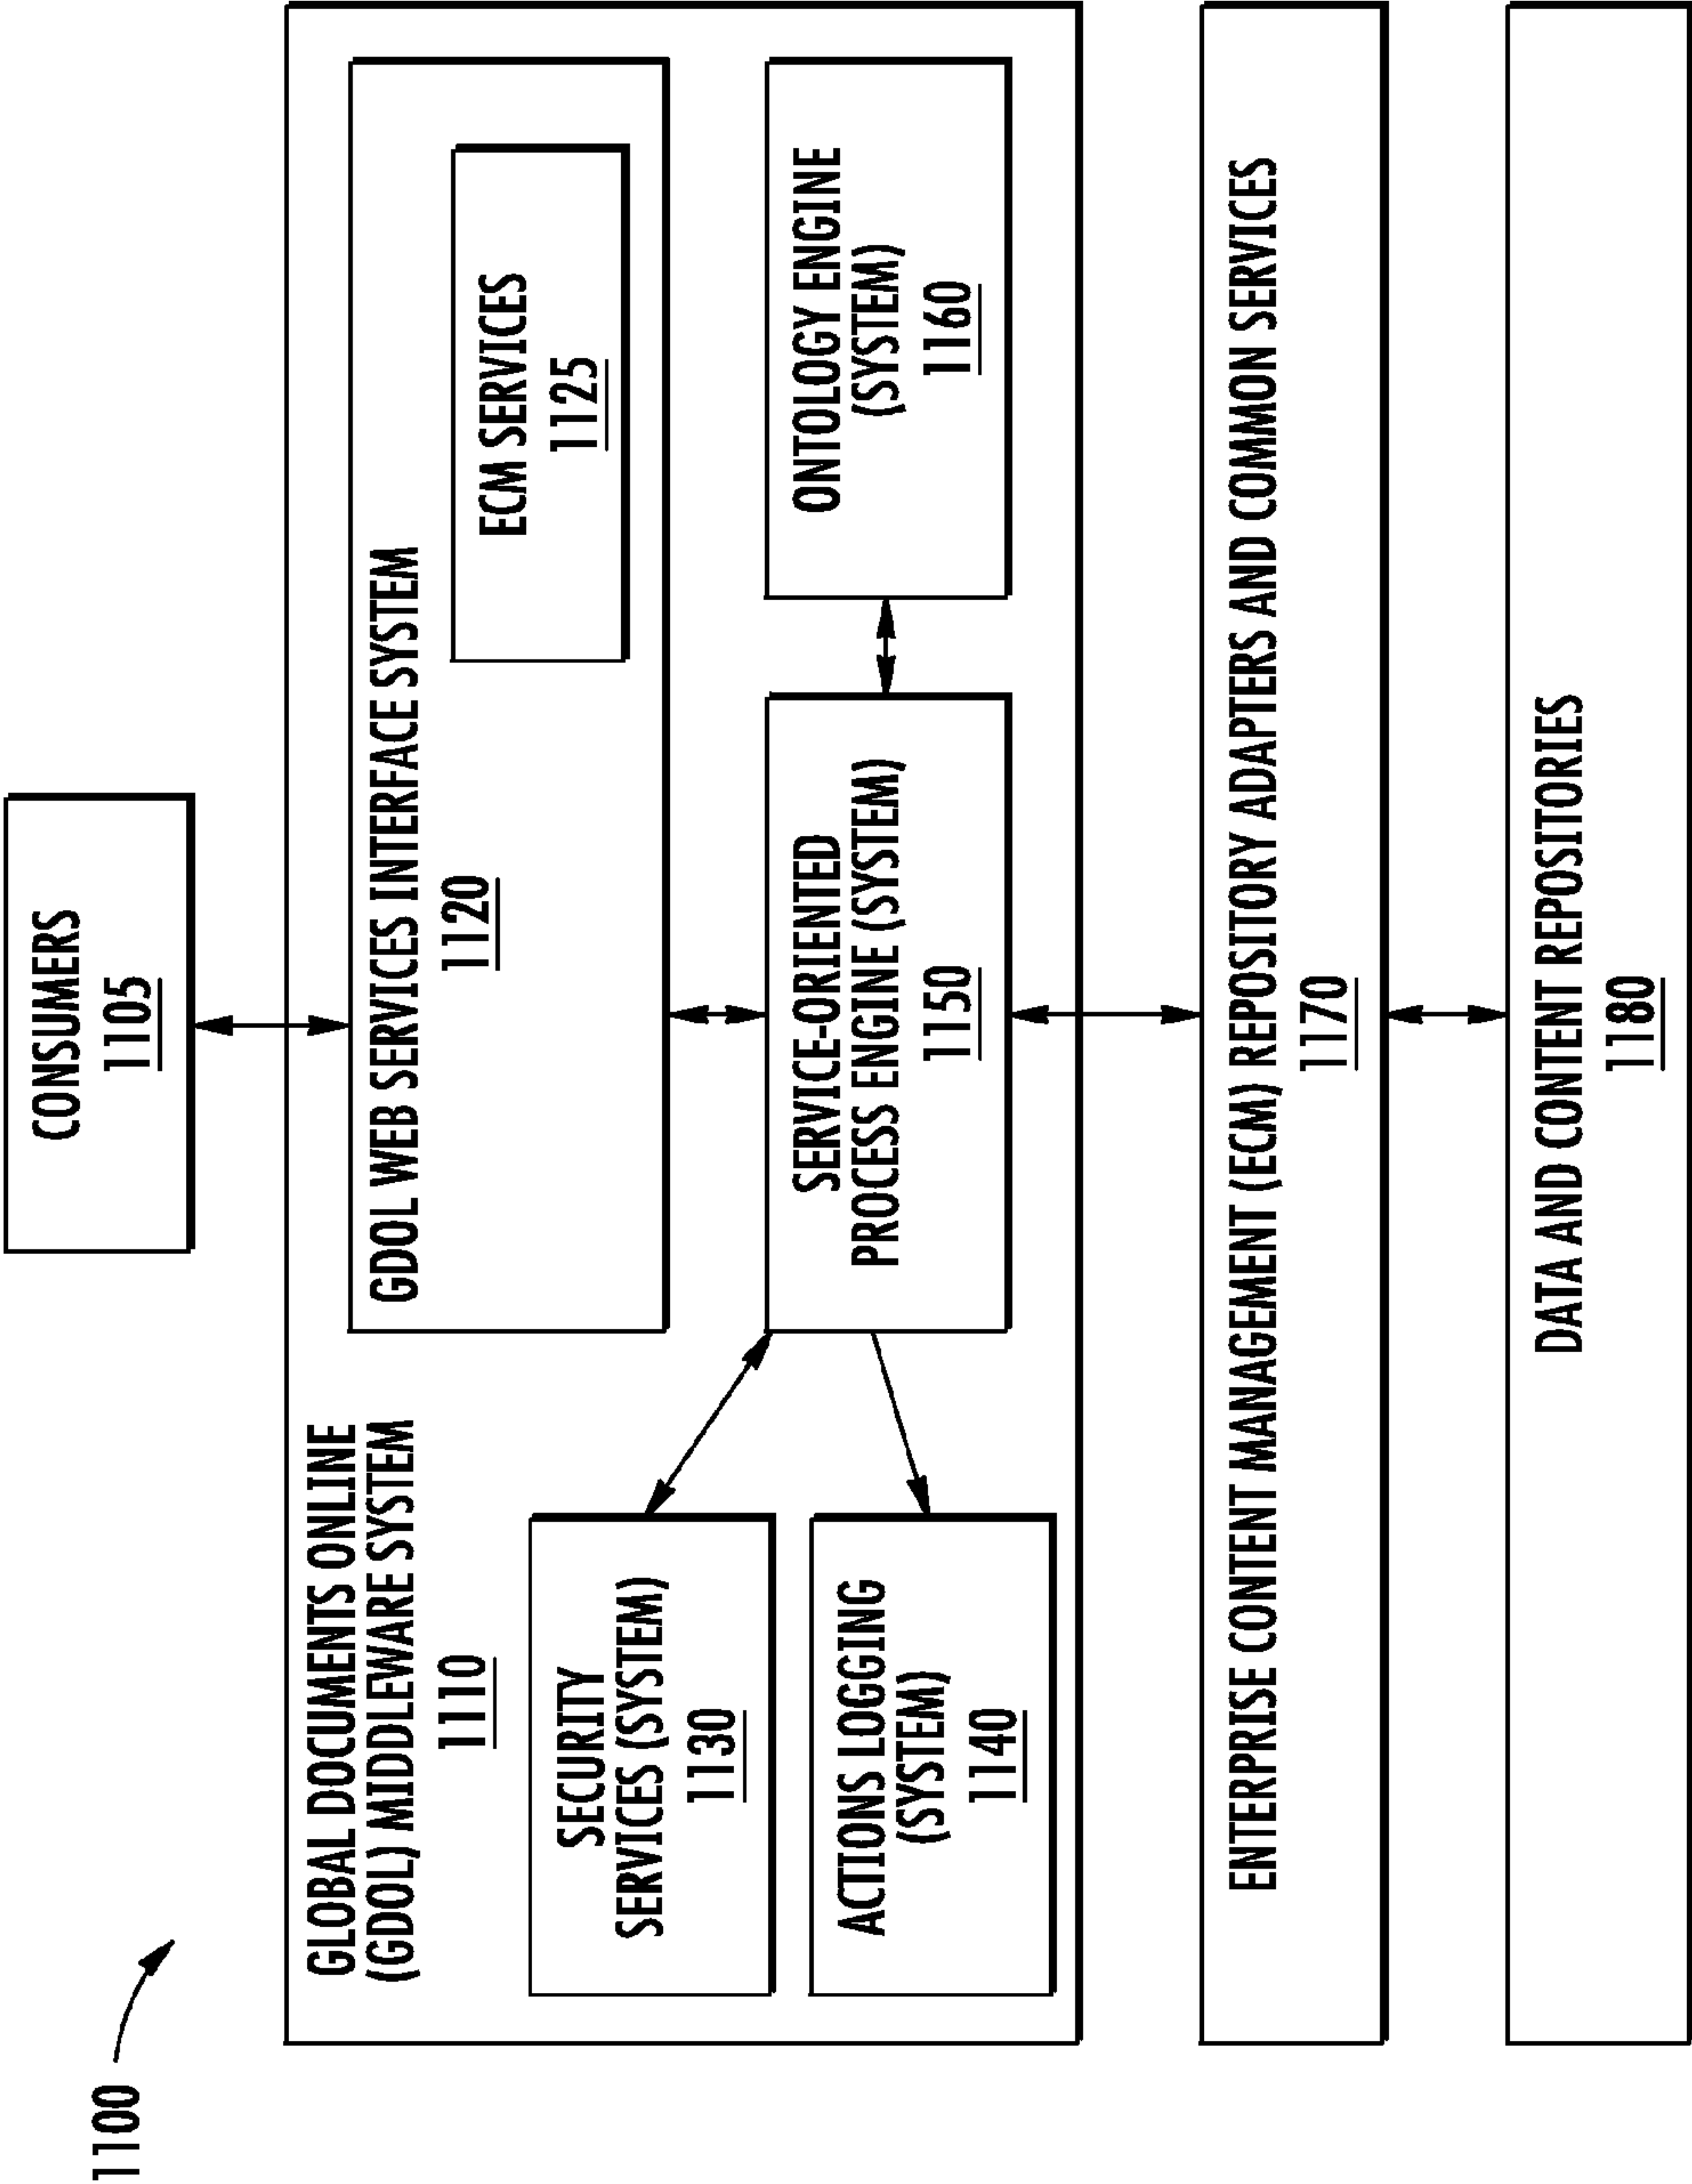 1100
CONSUMERS
1105
GLOBAL DOCUMENTS ONLINE
(GDOL) MIDDLEWARE SYSTEM
1110
GDOL WEB SERVICES INTERFACE SYSTEM
1120
ECM SERVICES
1125
SECURITY
SERVICES (SYSTEM)
1130
ACTIONS LOGGING
(SYSTEM)
1140
SERVICE-ORIENTED
PROCESS ENGINE (SYSTEM)
1150
ONTOLOGY ENGINE
(SYSTEM)
1160
ENTERPRISE CONTENT MANAGEMENT (ECM) REPOSITORY ADAPTERS AND COMMON SERVICES
1170
DATA AND CONTENT REPOSITORIES
1180